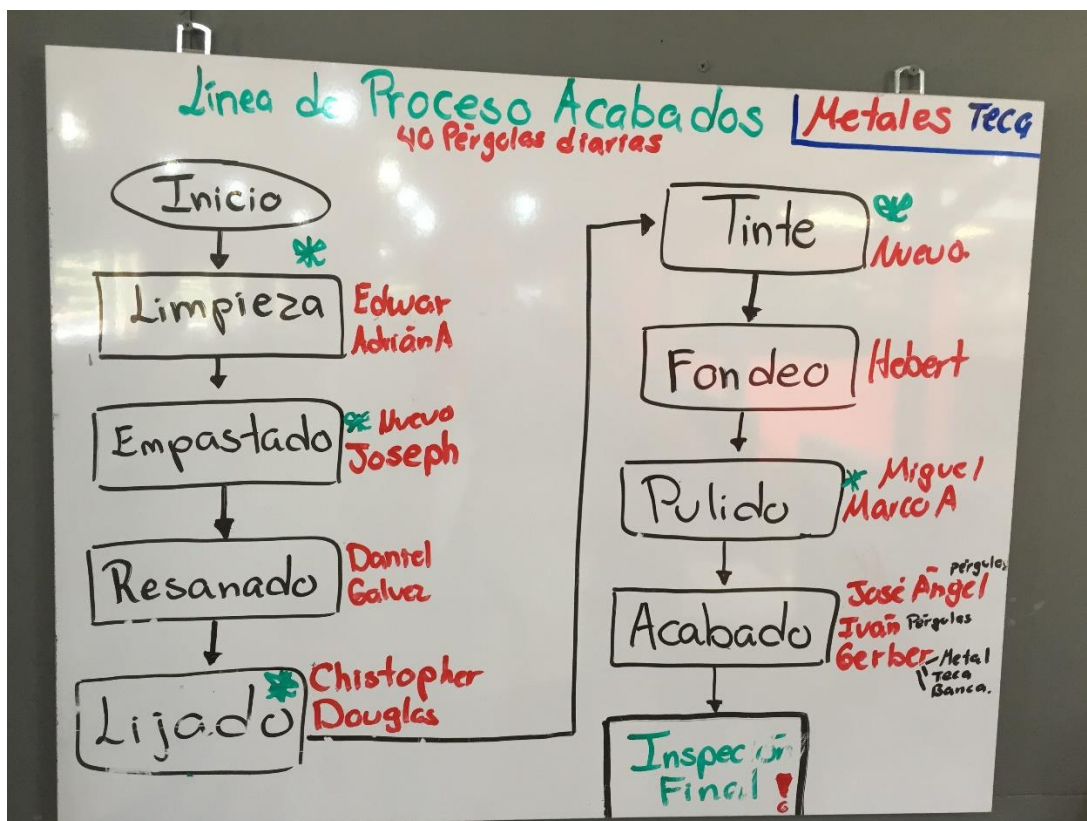 Línea de Proceso Acabados
Metales Teca
40 Pérgolas diarias
Inicio
Limpieza
Edwar
Adrián A
Empastado
Nuevo
Joseph
Resanado
Daniel
Galvez
Lijado
Chistopher
Douglas
Tinte
Nuevo.
Fondeo
Hebert
Pulido
Miguel
Marco A
Acabado
José Ángel pérgolas
Iván Pérgolas
Gerber Metal
Teca
Banca.
Inspección
Final !